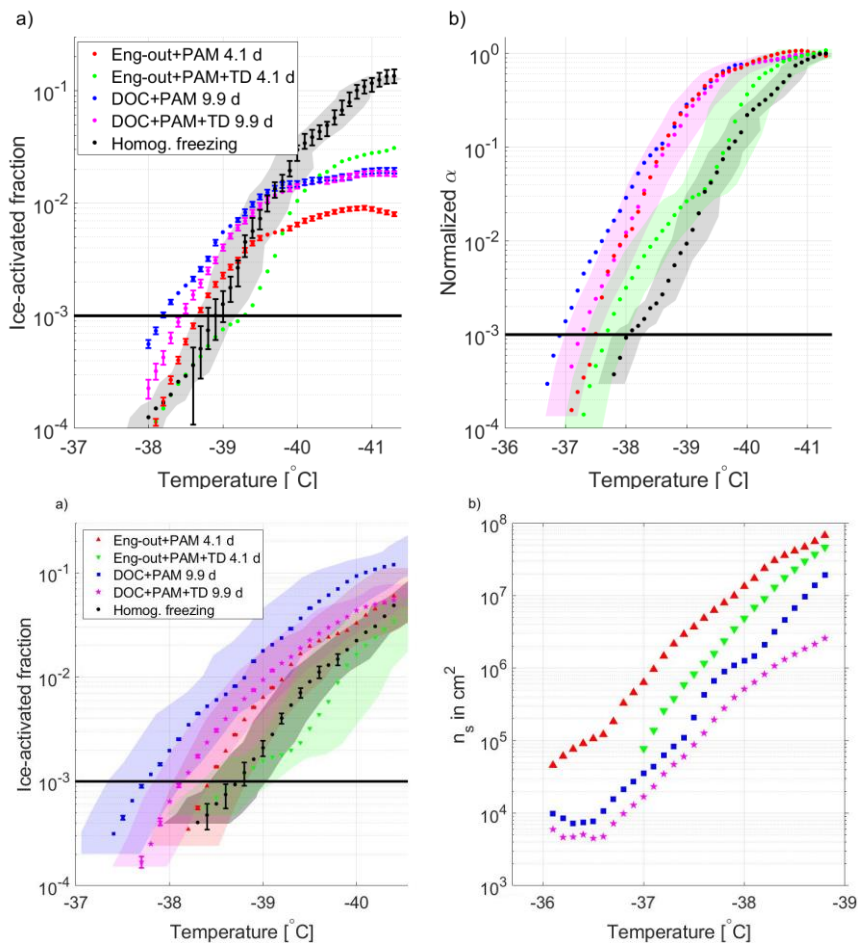 a)
Eng-out+PAM 4.1 d
Eng-out+PAM+TD 4.1 d
DOC+PAM 9.9 d
DOC+PAM+TD 9.9 d
Homog. freezing
Ice-activated fraction
10^-1
10^-2
10^-3
10^-4
-37 -38 -39 -40 -41
Temperature [°C]
b)
Normalized α
10^0
10^-1
10^-2
10^-3
10^-4
-36 -37 -38 -39 -40 -41
Temperature [°C]
a)
Eng-out+PAM 4.1 d
Eng-out+PAM+TD 4.1 d
DOC+PAM 9.9 d
DOC+PAM+TD 9.9 d
Homog. freezing
Ice-activated fraction
10^-1
10^-2
10^-3
10^-4
-37 -38 -39 -40
Temperature [°C]
b)
n_s in cm^2
10^8
10^7
10^6
10^5
10^4
10^3
-36 -37 -38 -39
Temperature [°C]